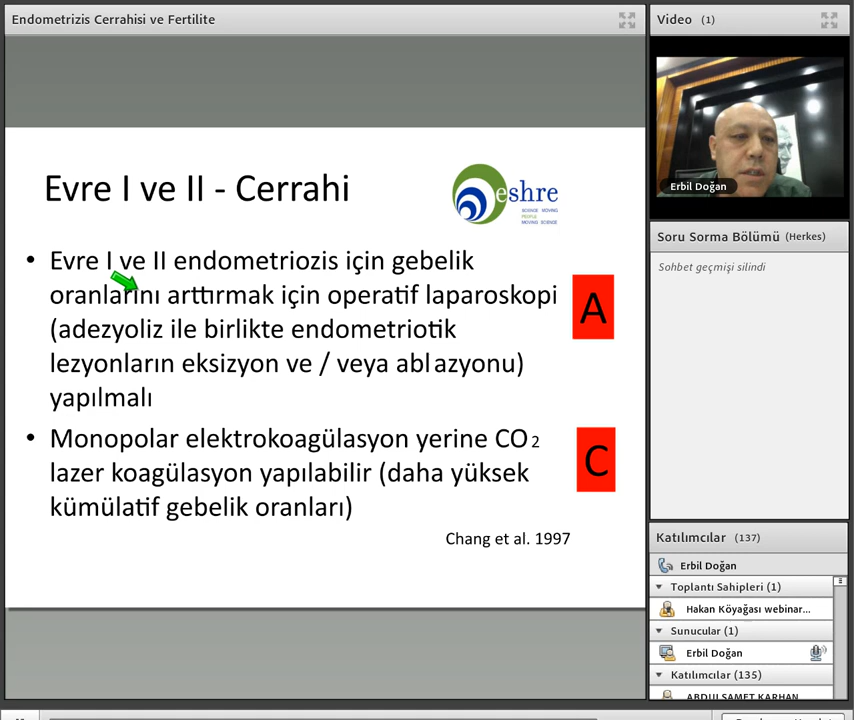 Endometrizis Cerrahisi ve Fertilite
Evre I ve II - Cerrahi
eshre
SCIENCE MOVING
PEOPLE
MOVING SCIENCE
• Evre I ve II endometriozis için gebelik
oranlarını arttırmak için operatif laparoskopi
(adezyoliz ile birlikte endometriotik
lezyonların eksizyon ve / veya ablazyonu)
yapılmalı
A
• Monopolar elektrokoagülasyon yerine CO2
lazer koagülasyon yapılabilir (daha yüksek
kümülatif gebelik oranları)
C
Chang et al. 1997
Video (1)
Erbil Doğan
Soru Sorma Bölümü (Herkes)
Sohbet geçmişi silindi
Katılımcılar (137)
Erbil Doğan
Toplantı Sahipleri (1)
Hakan Köyağası webinar...
Sunucular (1)
Erbil Doğan
Katılımcılar (135)
ABDULSAMET KARHAN